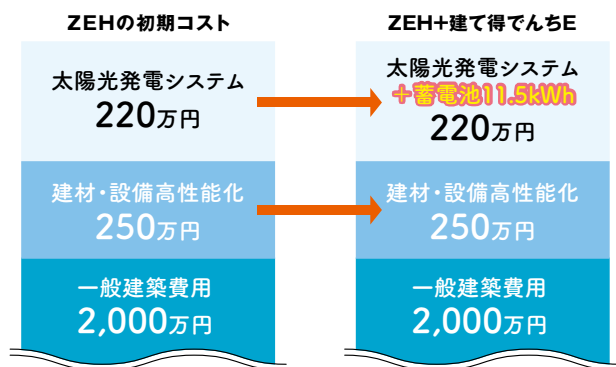 ZEHの初期コスト
太陽光発電システム
220万円
建材・設備高性能化
250万円
一般建築費用
2,000万円
ZEH+建て得でんちE
太陽光発電システム
+蓄電池11.5kWh
220万円
建材・設備高性能化
250万円
一般建築費用
2,000万円